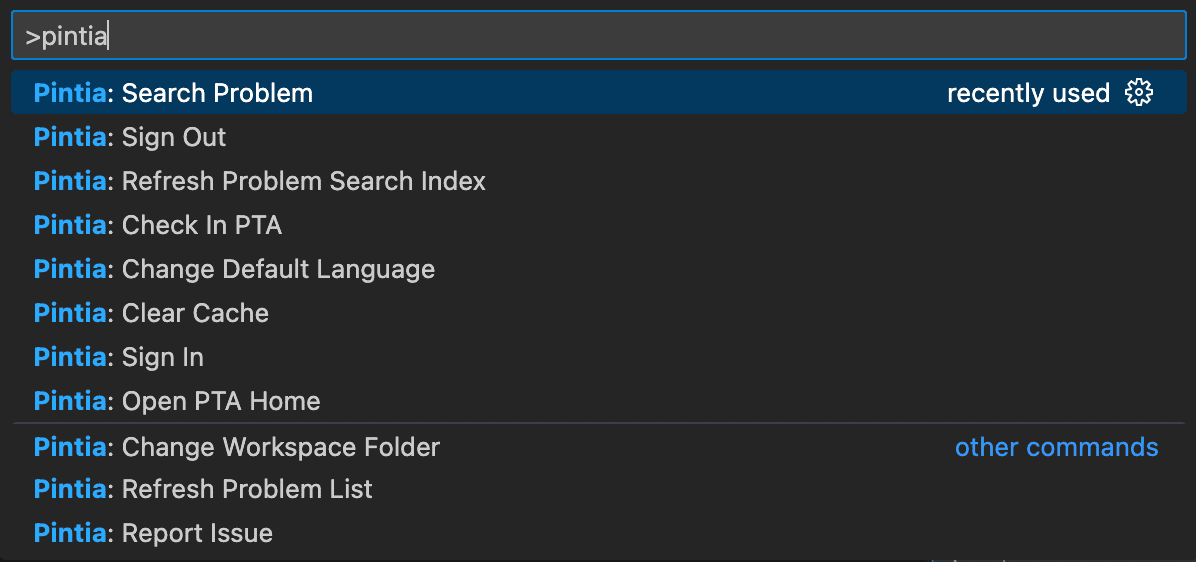 >pintia
Pintia: Search Problem recently used
Pintia: Sign Out
Pintia: Refresh Problem Search Index
Pintia: Check In PTA
Pintia: Change Default Language
Pintia: Clear Cache
Pintia: Sign In
Pintia: Open PTA Home
Pintia: Change Workspace Folder other commands
Pintia: Refresh Problem List
Pintia: Report Issue